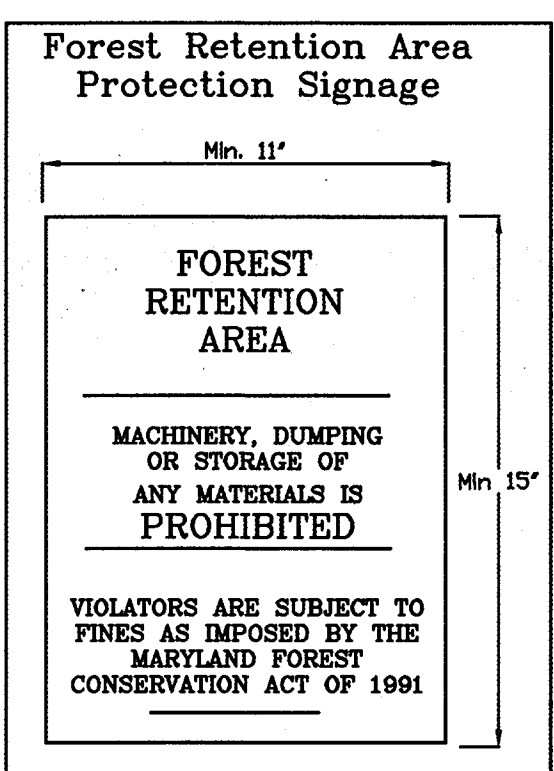 Forest Retention Area
Protection Signage
Min. 11"
FOREST
RETENTION
AREA
MACHINERY, DUMPING
OR STORAGE OF
ANY MATERIALS IS
PROHIBITED
Min 15"
VIOLATORS ARE SUBJECT TO
FINES AS IMPOSED BY THE
MARYLAND FOREST
CONSERVATION ACT OF 1991